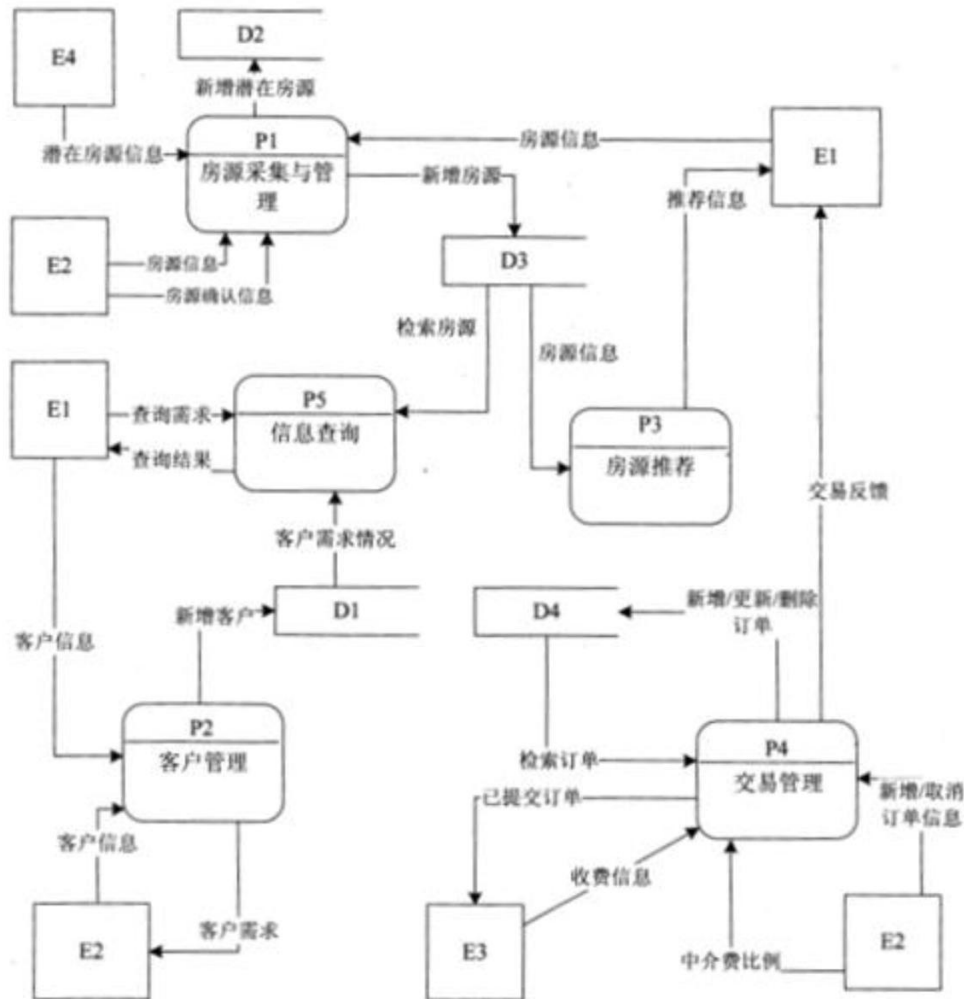 D2
E4
新增潜在房源
P1
潜在房源信息
房源采集与管
理
房源信息
E1
新增房源
推荐信息
E2
房源信息
房源确认信息
D3
检索房源
房源信息
E1
查询需求
P5
信息查询
查询结果
P3
房源推荐
交易反馈
客户需求情况
新增客户
D1
D4
新增/更新/删除
订单
客户信息
P2
客户管理
P4
交易管理
检索订单
已提交订单
新增/取消
订单信息
客户信息
收费信息
E2
客户需求
E3
中介费比例
E2